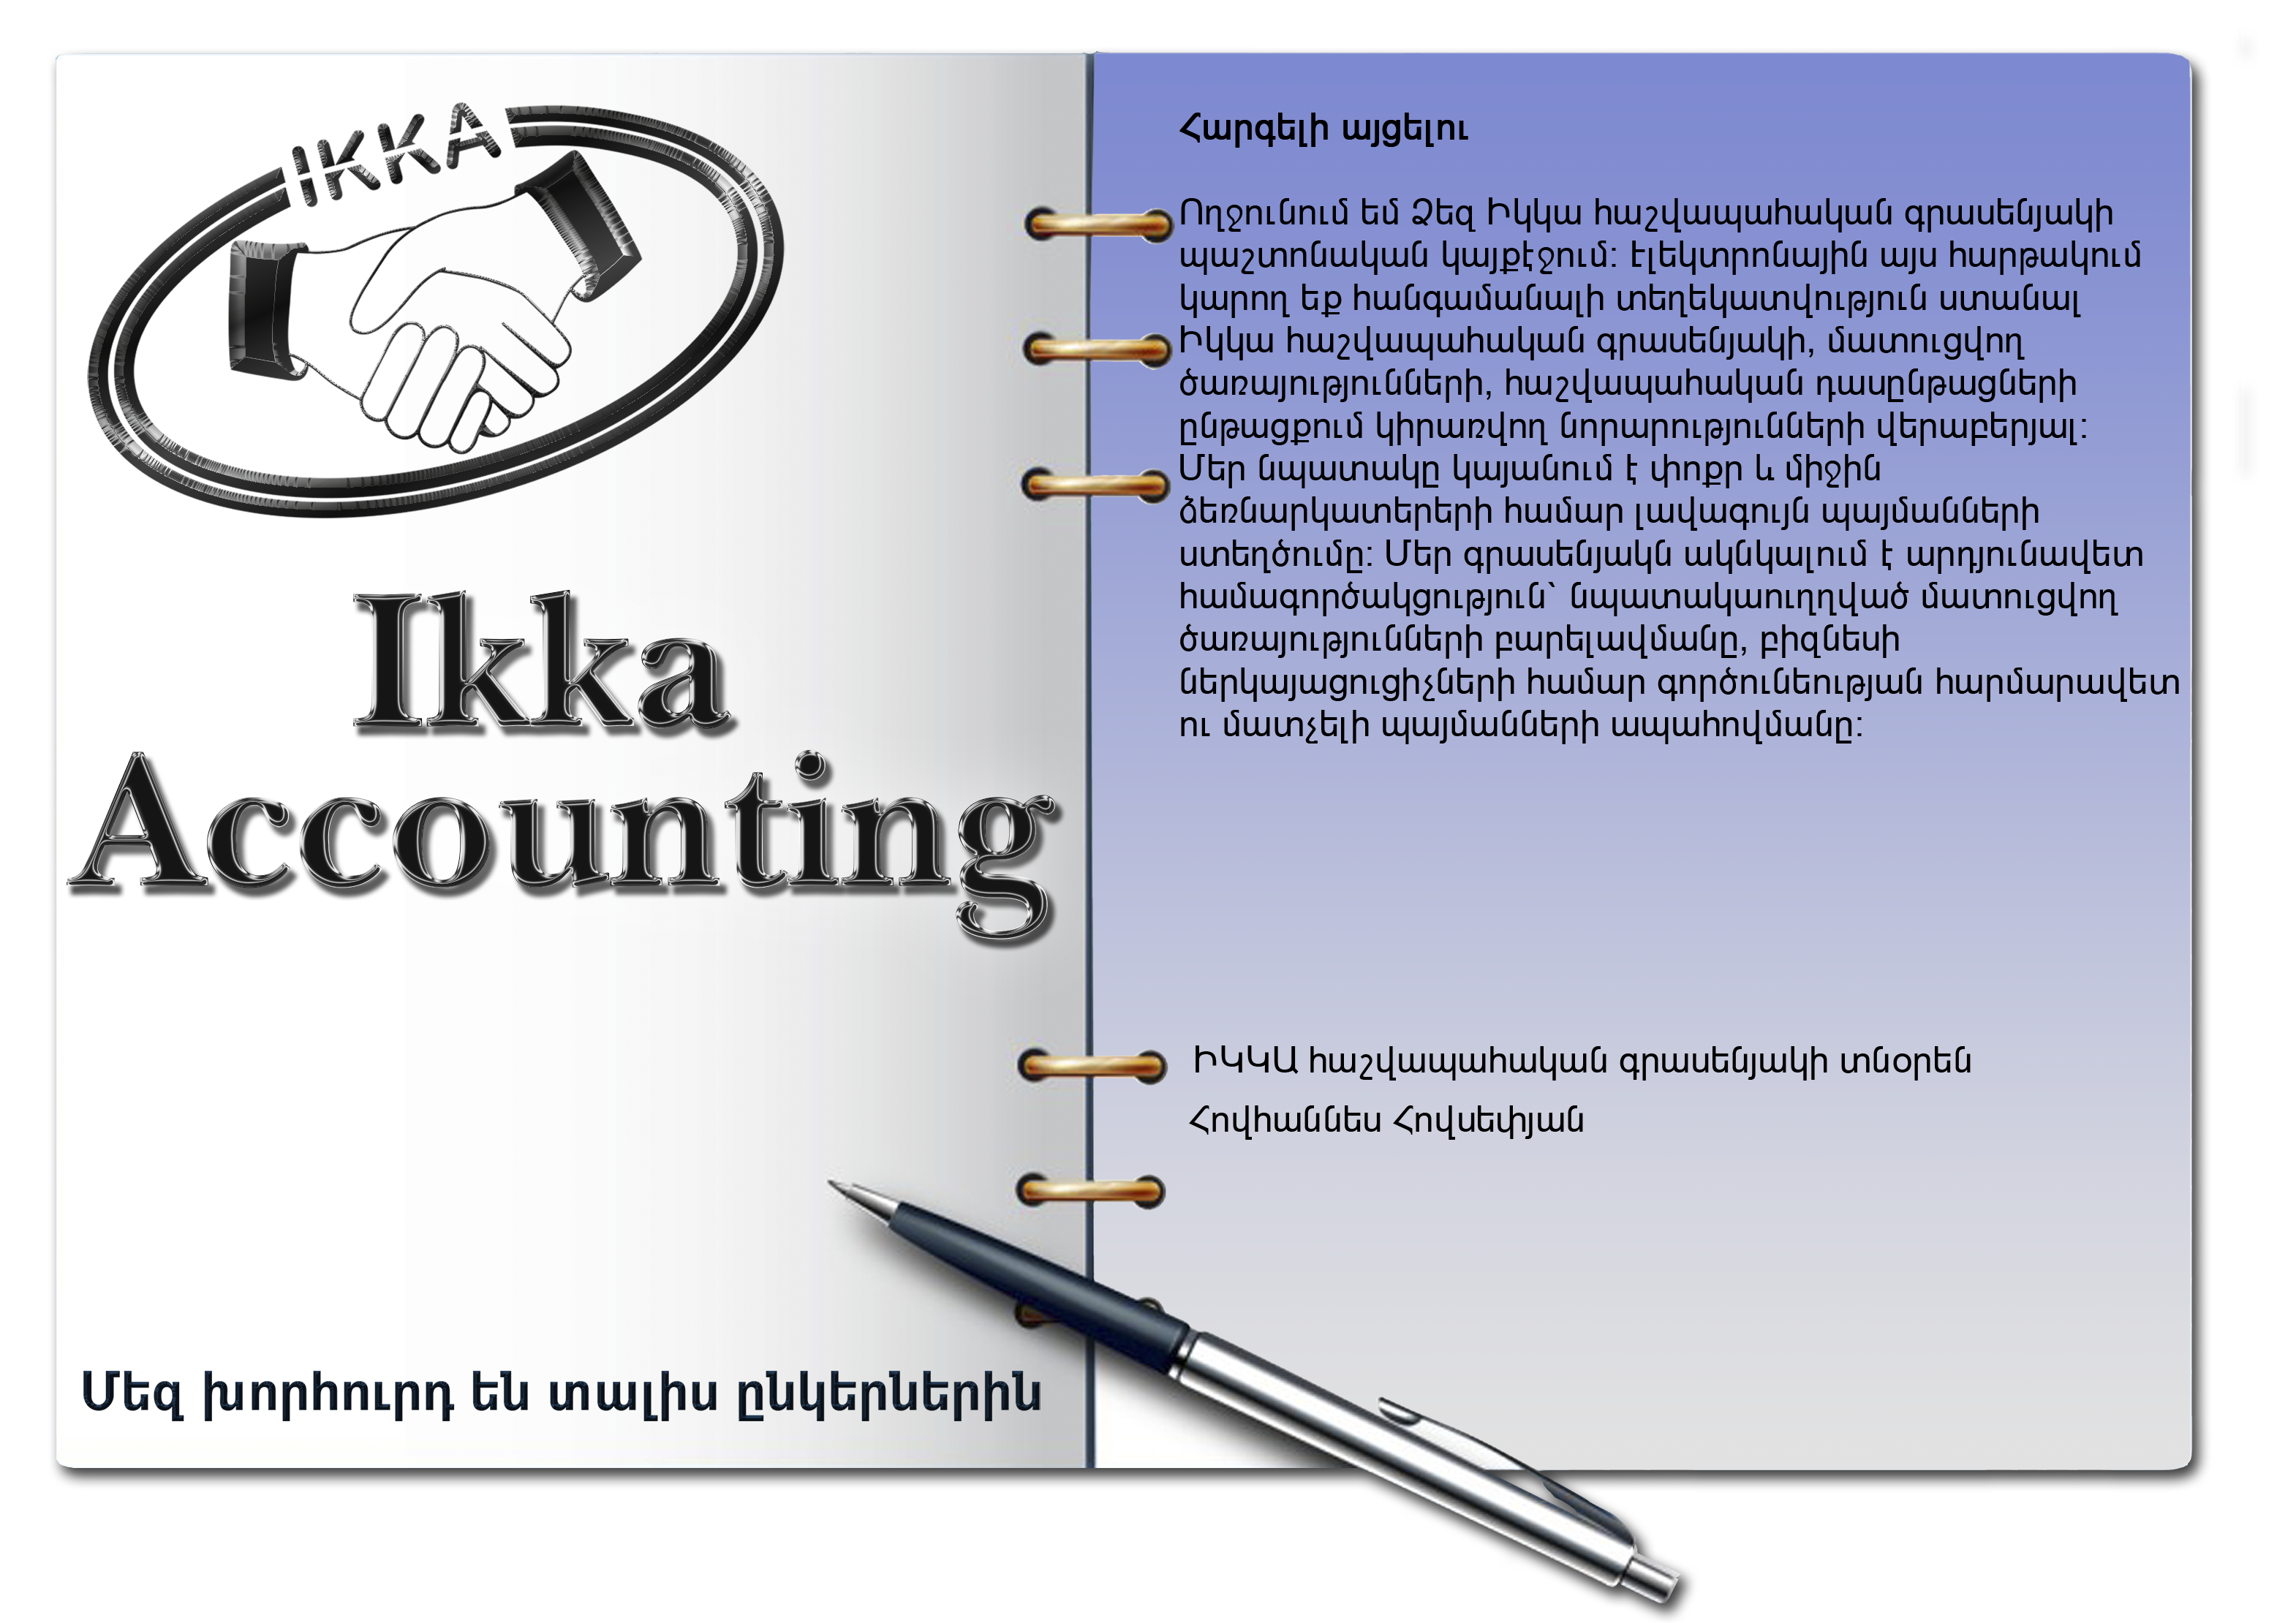 IKKA
Ikka
Accounting
Մեզ խորհուրդ են տալիս ընկերներին
Հարգելի այցելու
Ողջունում եմ Ձեզ Իկկա հաշվապահական գրասենյակի
պաշտոնական կայքէջում: Էլեկտրոնային այս հարթակում
կարող եք հանգամանալի տեղեկատվություն ստանալ
Իկկա հաշվապահական գրասենյակի, մատուցվող
ծառայությունների, հաշվապահական դասընթացների
ընթացքում կիրառվող նորարարությունների վերաբերյալ:
Մեր նպատակը կայանում է փոքր և միջին
ձեռնարկատերերի համար լավագույն պայմանների
ստեղծումը: Մեր գրասենյակն ակնկալում է արդյունավետ
համագործակցություն` նպատակաուղղված մատուցվող
ծառայությունների բարելավմանը, բիզնեսի
ներկայացուցիչների համար գործունեության հարմարավետ
ու մատչելի պայմանների ապահովմանը:
ԻԿԿԱ հաշվապահական գրասենյակի տնօրեն
Հովհաննես Հովսեփյան